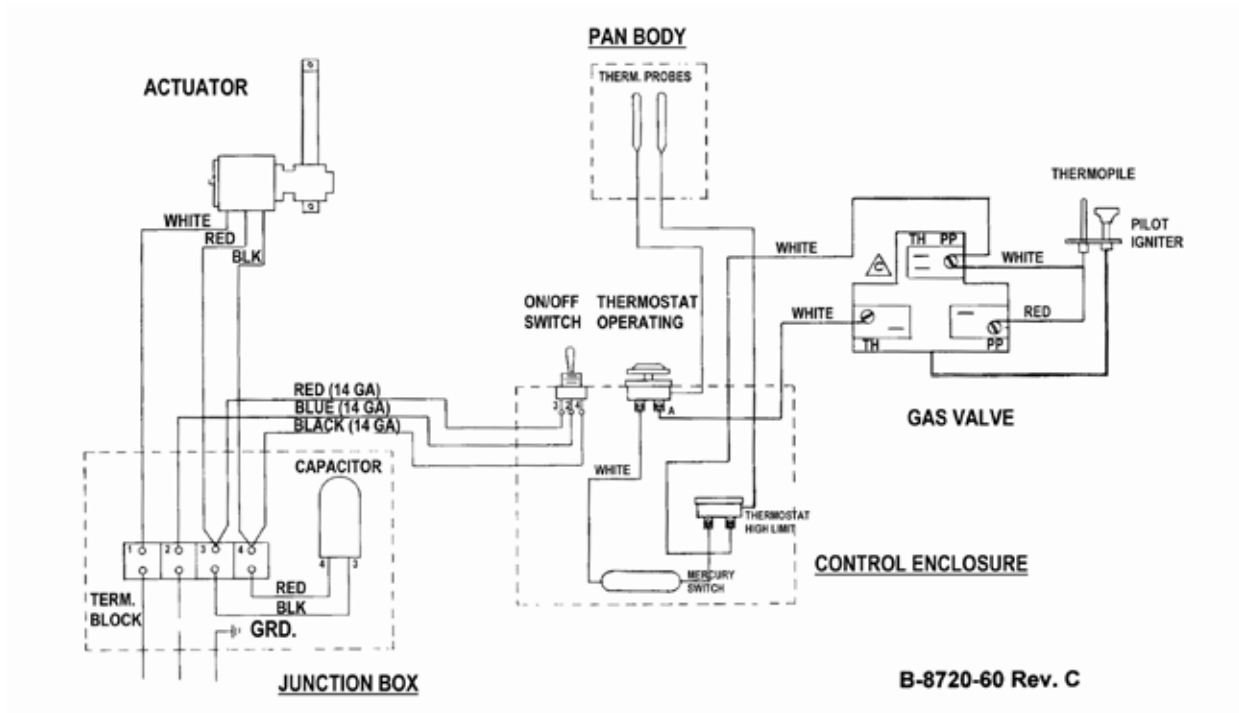 PAN BODY
THERM. PROBES
ACTUATOR
THERMOPILE
PILOT
IGNITER
WHITE
RED
BLK
WHITE
TH PP
WHITE
ON/OFF
SWITCH
THERMOSTAT
OPERATING
WHITE
RED
TH
PP
GAS VALVE
RED (14 GA)
BLUE (14 GA)
BLACK (14 GA)
3 2 4
A
CAPACITOR
WHITE
THERMOSTAT
HIGH LIMIT
1 2 3 4
4 3
CONTROL ENCLOSURE
MERCURY
SWITCH
RED
BLK
TERM.
BLOCK
GRD.
JUNCTION BOX
B-8720-60 Rev. C